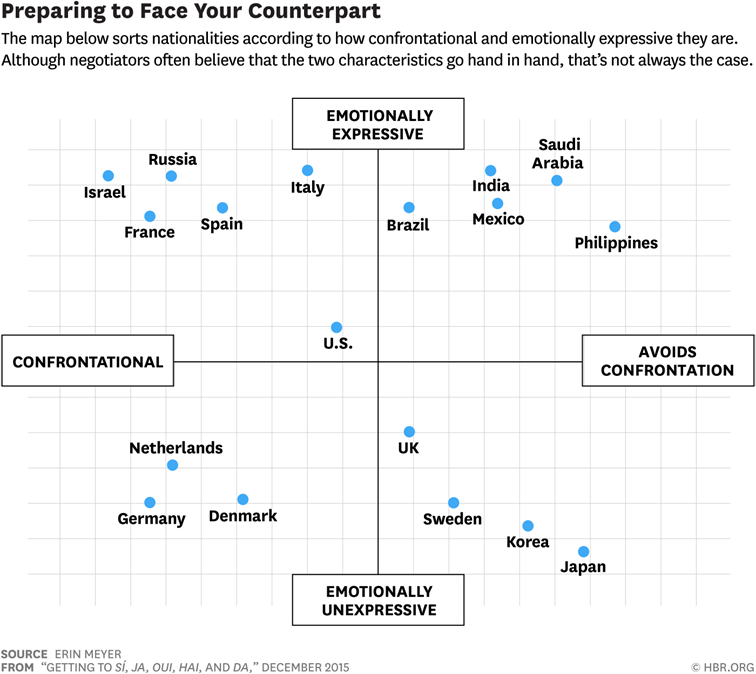 Preparing to Face Your Counterpart
The map below sorts nationalities according to how confrontational and emotionally expressive they are.
Although negotiators often believe that the two characteristics go hand in hand, that's not always the case.
EMOTIONALLY
EXPRESSIVE
Israel
Russia
France
Spain
Italy
Brazil
India
Mexico
Saudi
Arabia
Philippines
U.S.
CONFRONTATIONAL
AVOIDS
CONFRONTATION
Netherlands
Germany
Denmark
UK
Sweden
Korea
Japan
EMOTIONALLY
UNEXPRESSIVE
SOURCE ERIN MEYER
FROM “GETTING TO SÍ, JA, OUI, HAI, AND DA,” DECEMBER 2015
© HBR.ORG